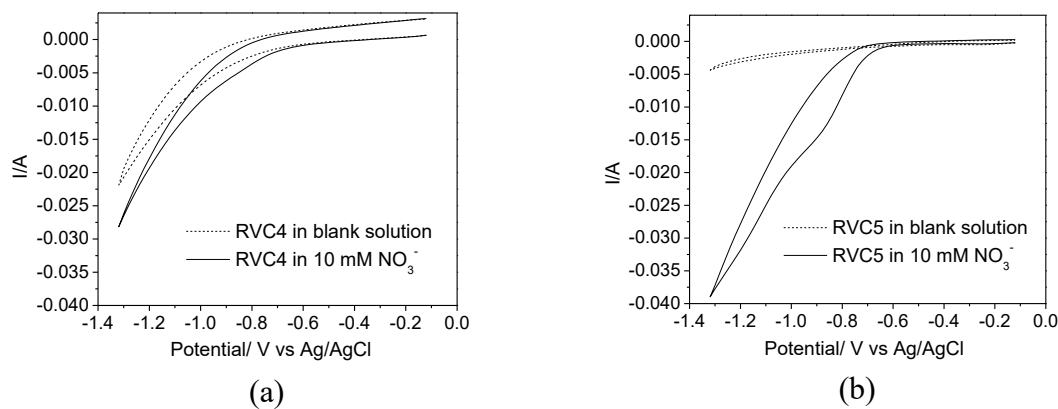 0.000
-0.005
-0.010
-0.015
-0.020
-0.025
-0.030
-0.035
-0.040
I/A
RVC4 in blank solution
RVC4 in 10 mM NO₃⁻
-1.4 -1.2 -1.0 -0.8 -0.6 -0.4 -0.2 0.0
Potential/ V vs Ag/AgCl
(a)
0.000
-0.005
-0.010
-0.015
-0.020
-0.025
-0.030
-0.035
-0.040
I/A
RVC5 in blank solution
RVC5 in 10 mM NO₃⁻
-1.4 -1.2 -1.0 -0.8 -0.6 -0.4 -0.2 0.0
Potential/ V vs Ag/AgCl
(b)